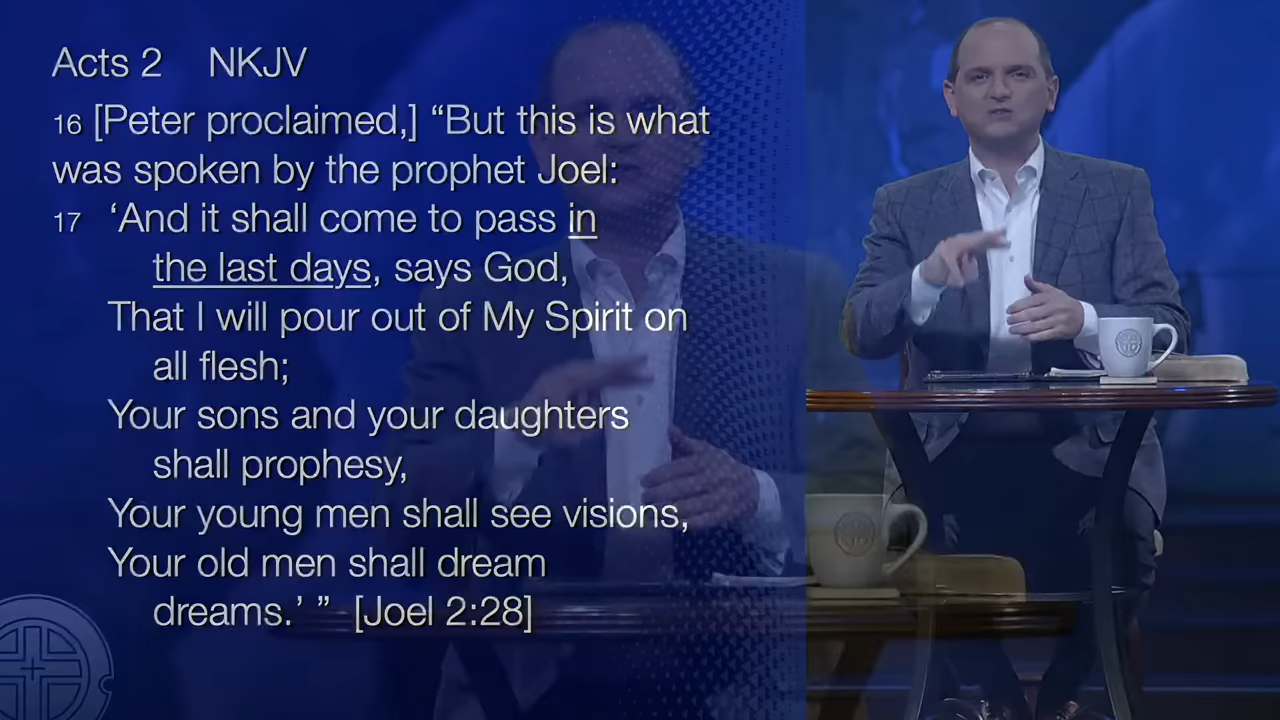 Acts 2 NKJV
16 [Peter proclaimed,] “But this is what
was spoken by the prophet Joel:
17 ‘And it shall come to pass in
the last days, says God,
That I will pour out of My Spirit on
all flesh;
Your sons and your daughters
shall prophesy,
Your young men shall see visions,
Your old men shall dream
dreams.’ ” [Joel 2:28]